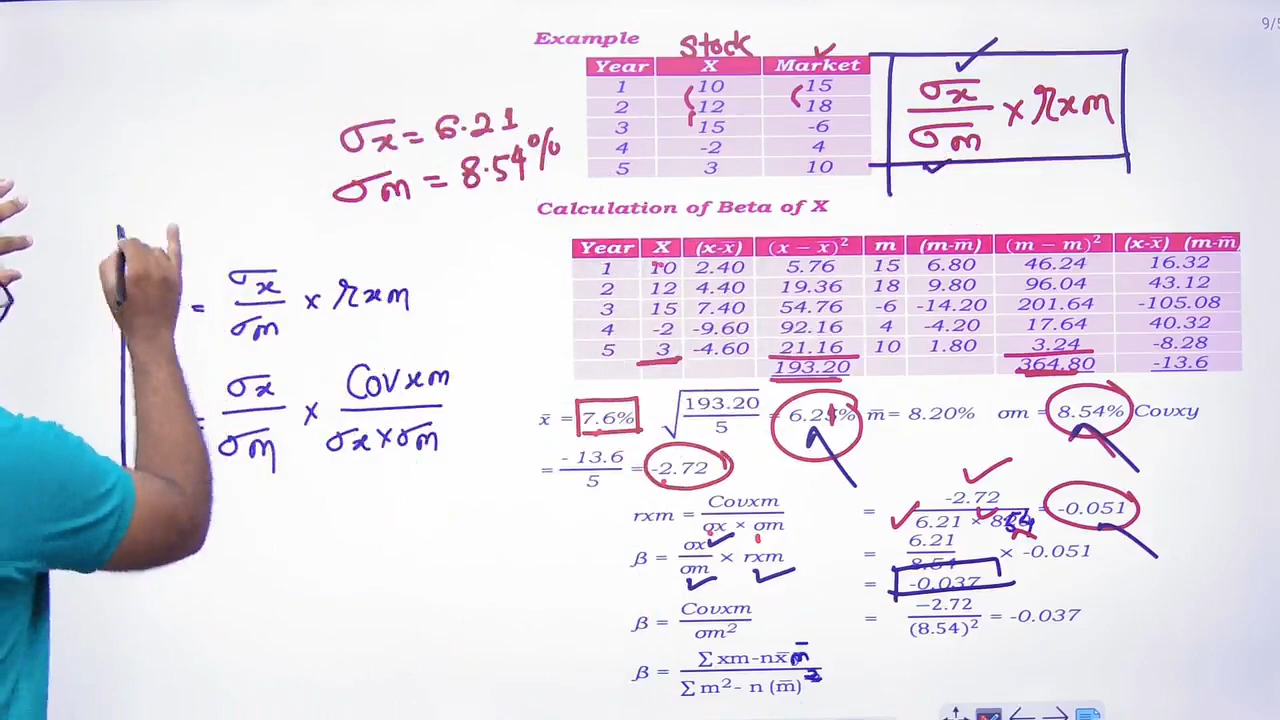 9/5
Example
Stock
Year X Market
1 10 15
2 12 18
3 15 -6
4 -2 4
5 3 10
σx/σm × rxm
σx = 6.21
σm = 8.54%
Calculation of Beta of X
Year X (x-x̄) (x − x̄)² m (m-m̄) (m − m)² (x-x̄) (m-m̄)
1 10 2.40 5.76 15 6.80 46.24 16.32
2 12 4.40 19.36 18 9.80 96.04 43.12
3 15 7.40 54.76 -6 -14.20 201.64 -105.08
4 -2 -9.60 92.16 4 -4.20 17.64 40.32
5 3 -4.60 21.16 10 1.80 3.24 -8.28
193.20 364.80 -13.6
= σx/σm × rxm
= σx/σm × Covxm/σx×σm
x̄ = 7.6% √193.20/5 = 6.21% m̄ = 8.20% σm = 8.54% Covxy
= -13.6/5 = -2.72
rxm = Covxm/σx × σm = -2.72/6.21 × 8.54 = -0.051
β = σx/σm × rxm = 6.21/8.54 × -0.051
= -0.037
β = Covxm/σm² = −2.72/(8.54)² = -0.037
β = Σxm-nx̄m̄/Σm²- n (m̄)²